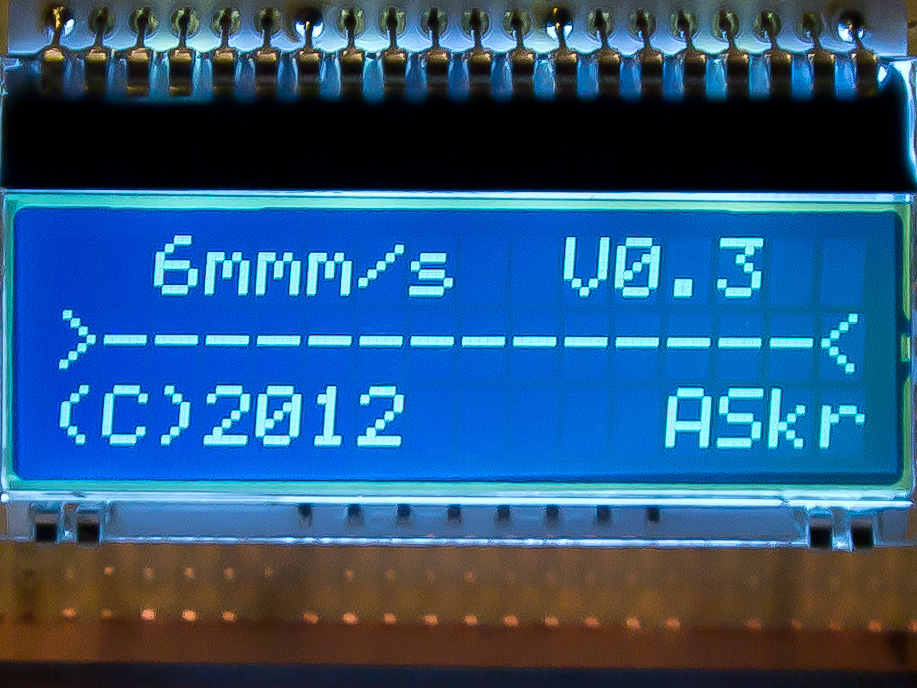 6mmm/s V0.3
>--------------<
(C)2012 ASkr